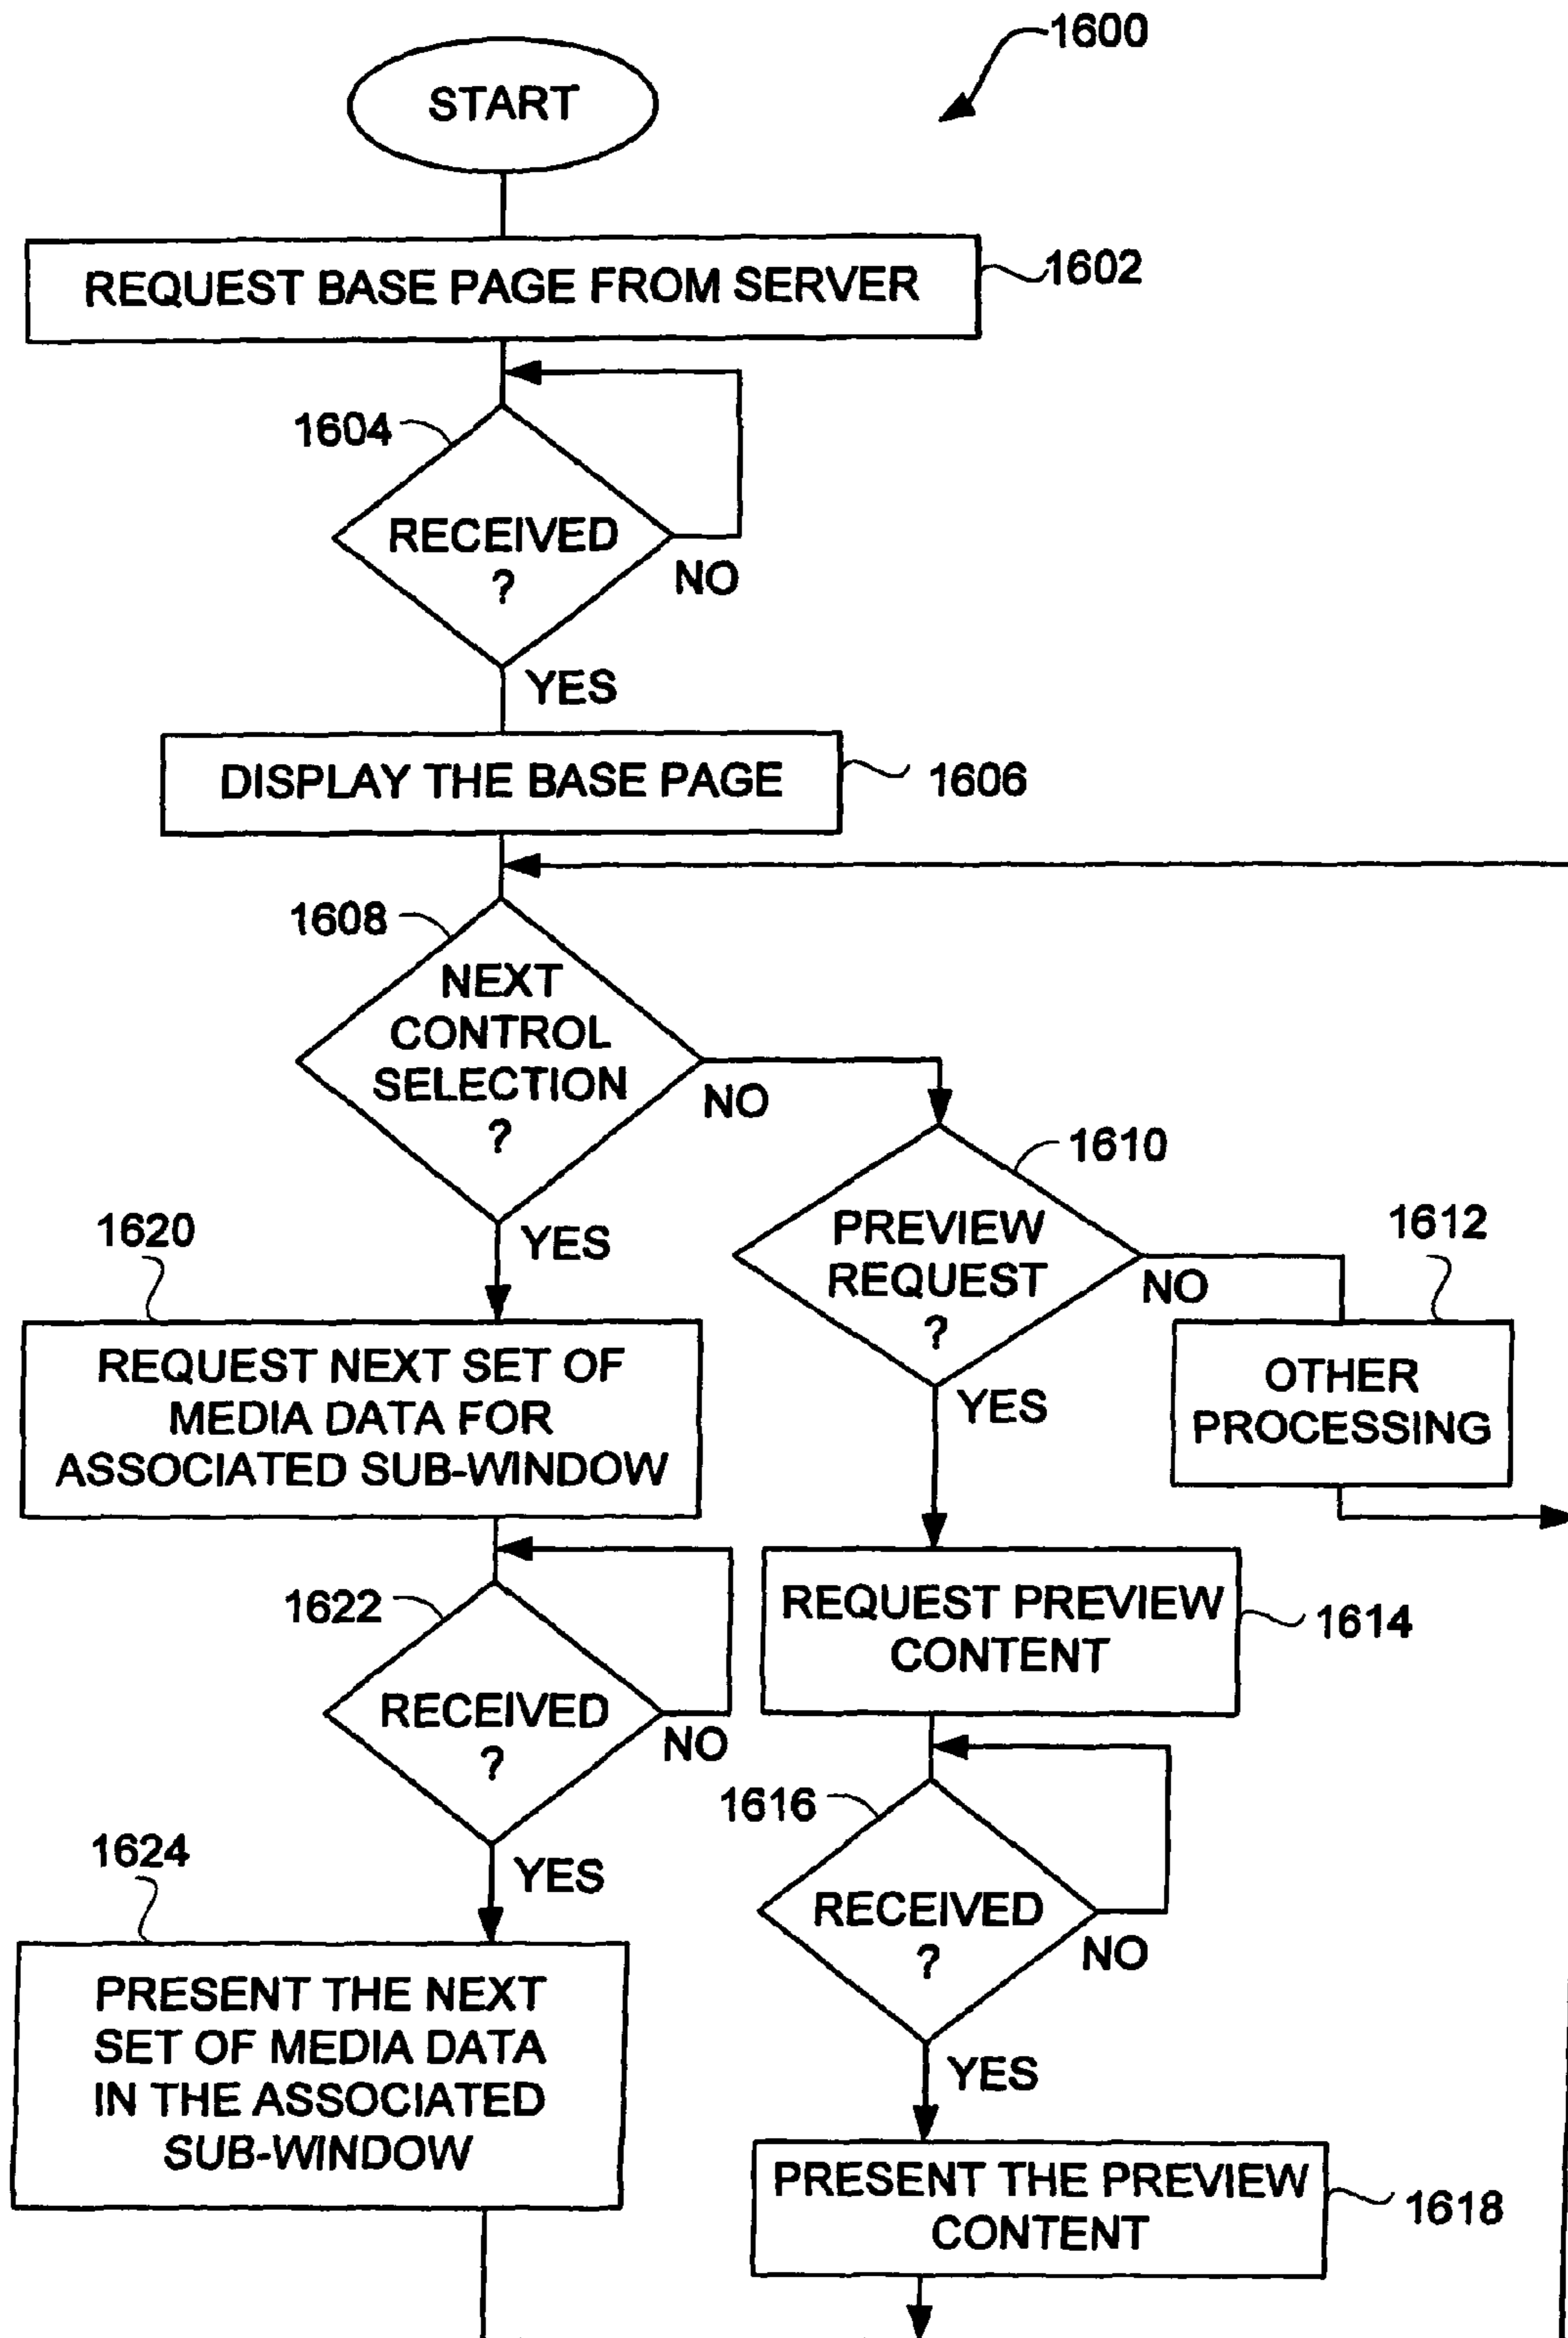 1600
START
REQUEST BASE PAGE FROM SERVER
1602
1604
RECEIVED
?
NO
YES
DISPLAY THE BASE PAGE
1606
1608
NEXT
CONTROL
SELECTION
?
NO
YES
1610
PREVIEW
REQUEST
?
NO
YES
1612
OTHER
PROCESSING
1620
REQUEST NEXT SET OF
MEDIA DATA FOR
ASSOCIATED SUB-WINDOW
1614
REQUEST PREVIEW
CONTENT
1622
RECEIVED
?
NO
YES
1616
RECEIVED
?
NO
YES
1624
PRESENT THE NEXT
SET OF MEDIA DATA
IN THE ASSOCIATED
SUB-WINDOW
PRESENT THE PREVIEW
CONTENT
1618